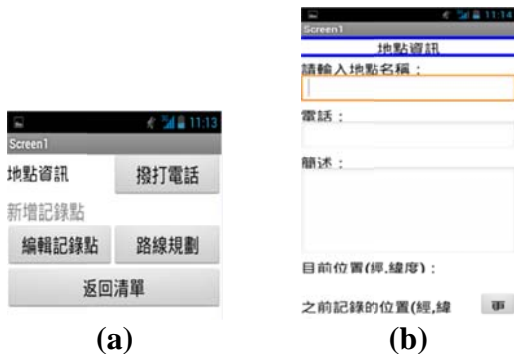 11:13
Screen1
地點資訊 撥打電話
新增記錄點
編輯記錄點 路線規劃
返回清單
(a)
11:14
Screen1
地點資訊
請輸入地點名稱：
電話：
簡述：
目前位置(經,緯度)：
之前記錄的位置(經,緯
(b)